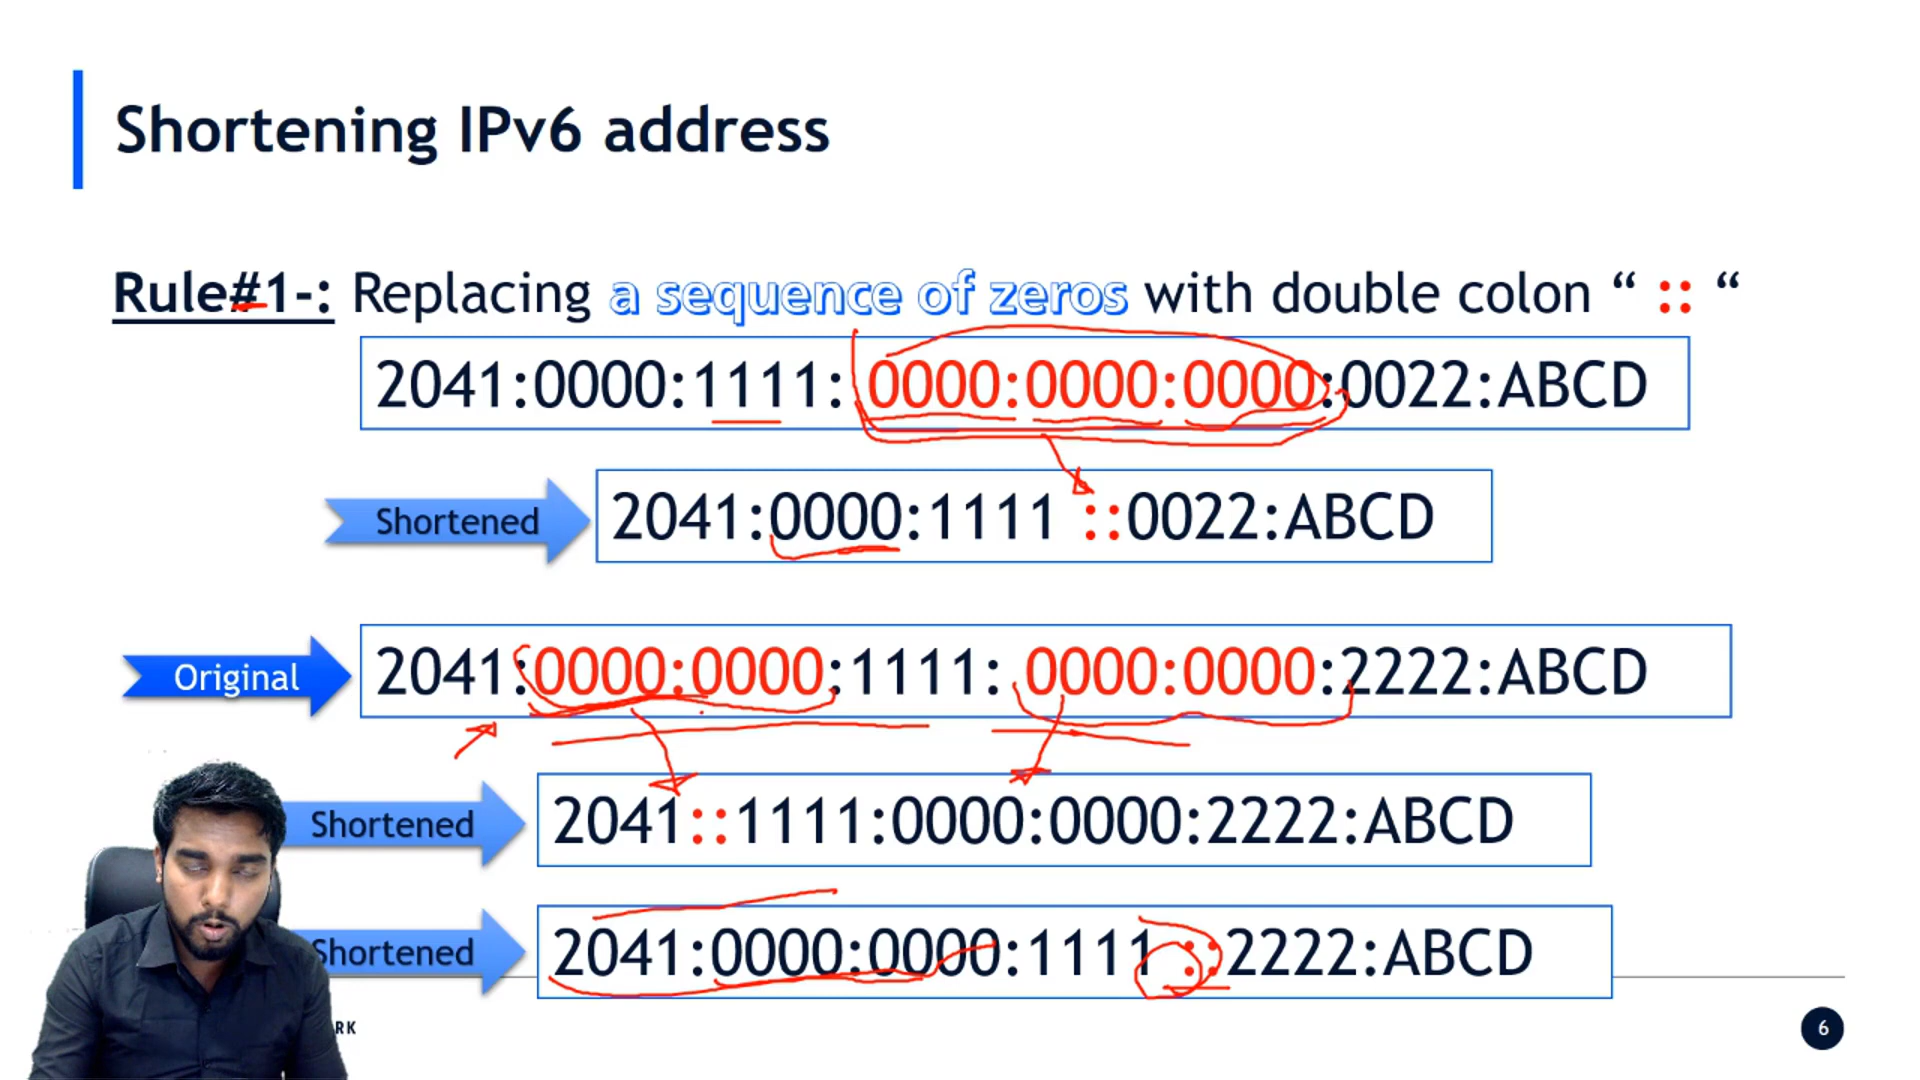 Shortening IPv6 address
Rule#1-: Replacing a sequence of zeros with double colon “ :: “
2041:0000:1111: 0000:0000:0000:0022:ABCD
Shortened
2041:0000:1111 ::0022:ABCD
Original
2041:0000:0000:1111: 0000:0000:2222:ABCD
Shortened
2041::1111:0000:0000:2222:ABCD
Shortened
2041:0000:0000:1111 ::2222:ABCD
6